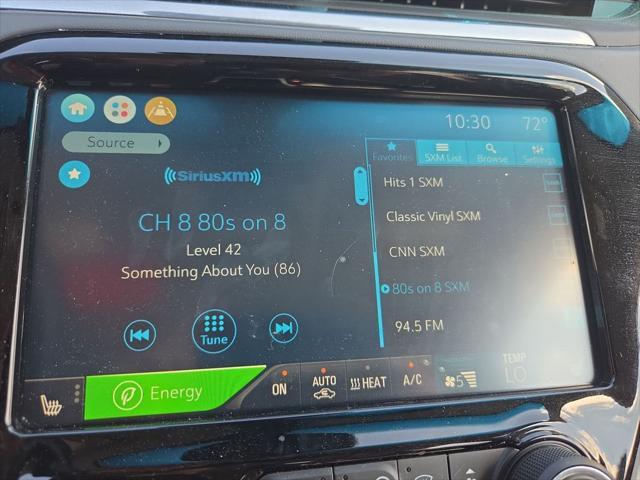 10:30 72°
Source
Favorites SXM List Browse Settings
((SiriusXM))
Hits 1 SXM
CH 8 80s on 8
Classic Vinyl SXM
Level 42
CNN SXM
Something About You (86)
80s on 8 SXM
94.5 FM
Tune
Energy
ON
AUTO
HEAT
A/C
5
TEMP
LO